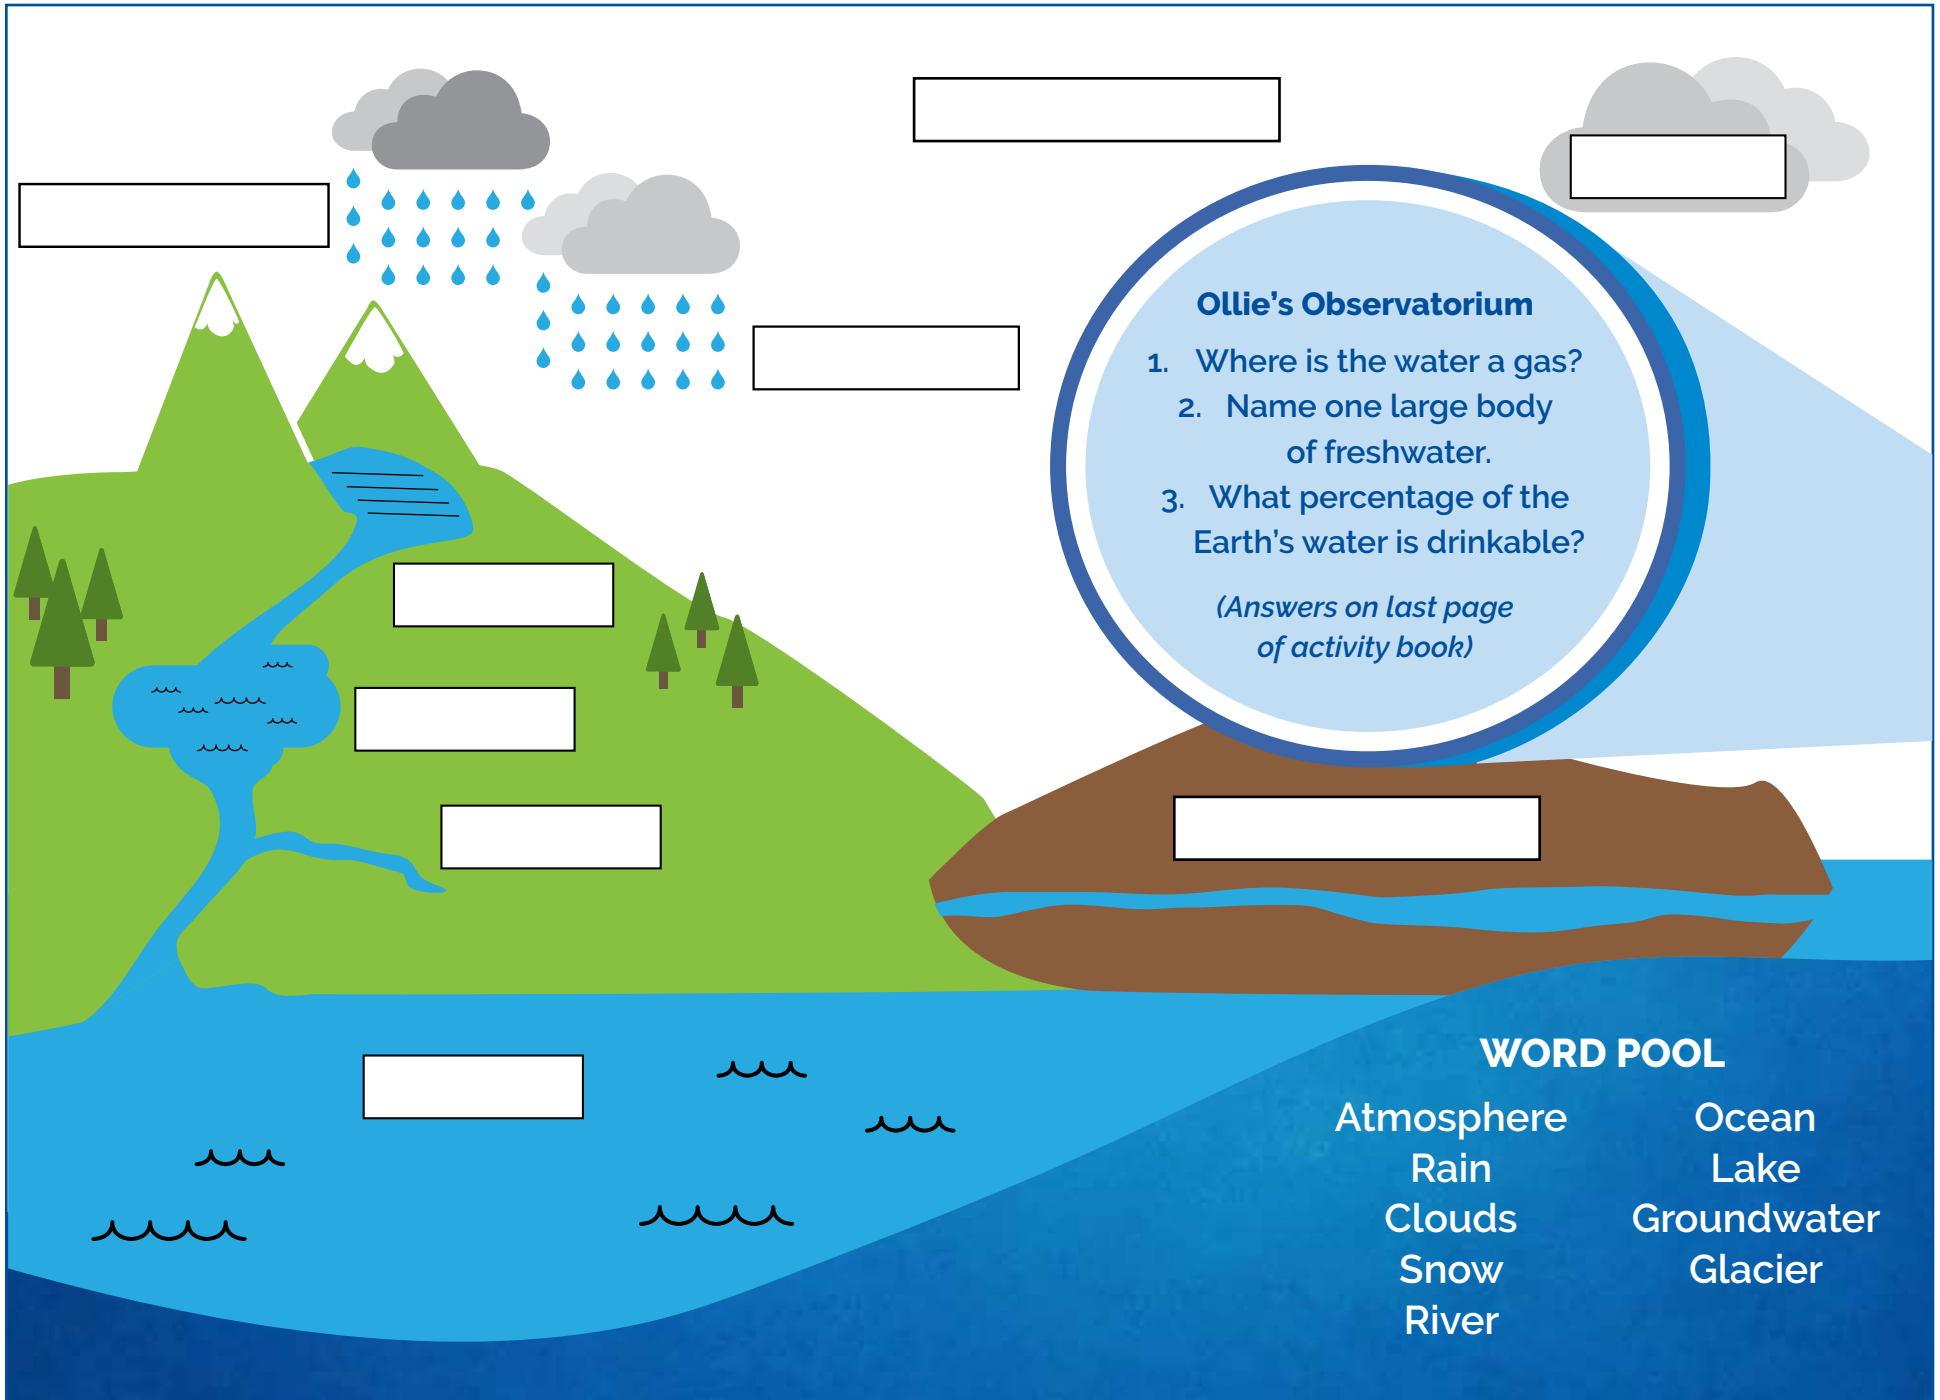 Ollie's Observatorium
1. Where is the water a gas?
2. Name one large body
of freshwater.
3. What percentage of the
Earth's water is drinkable?
(Answers on last page
of activity book)
WORD POOL
Atmosphere
Rain
Clouds
Snow
River
Ocean
Lake
Groundwater
Glacier